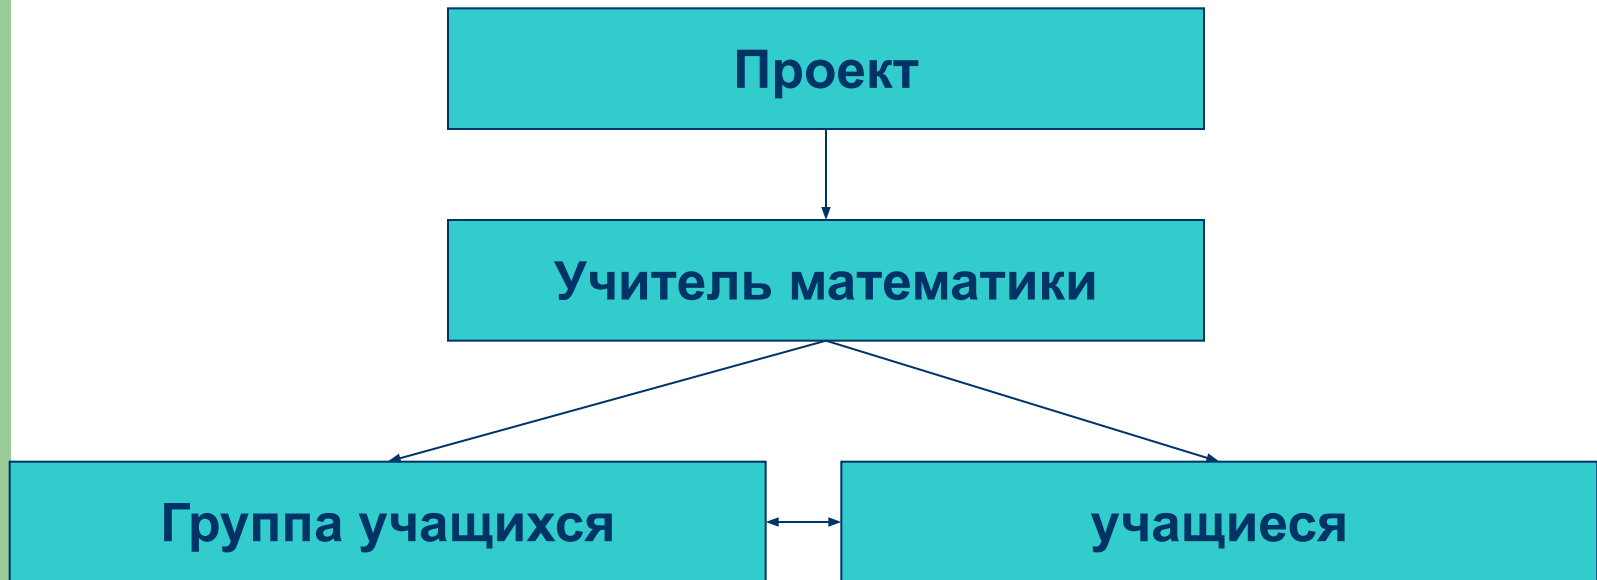 Проект
Учитель математики
Группа учащихся
учащиеся